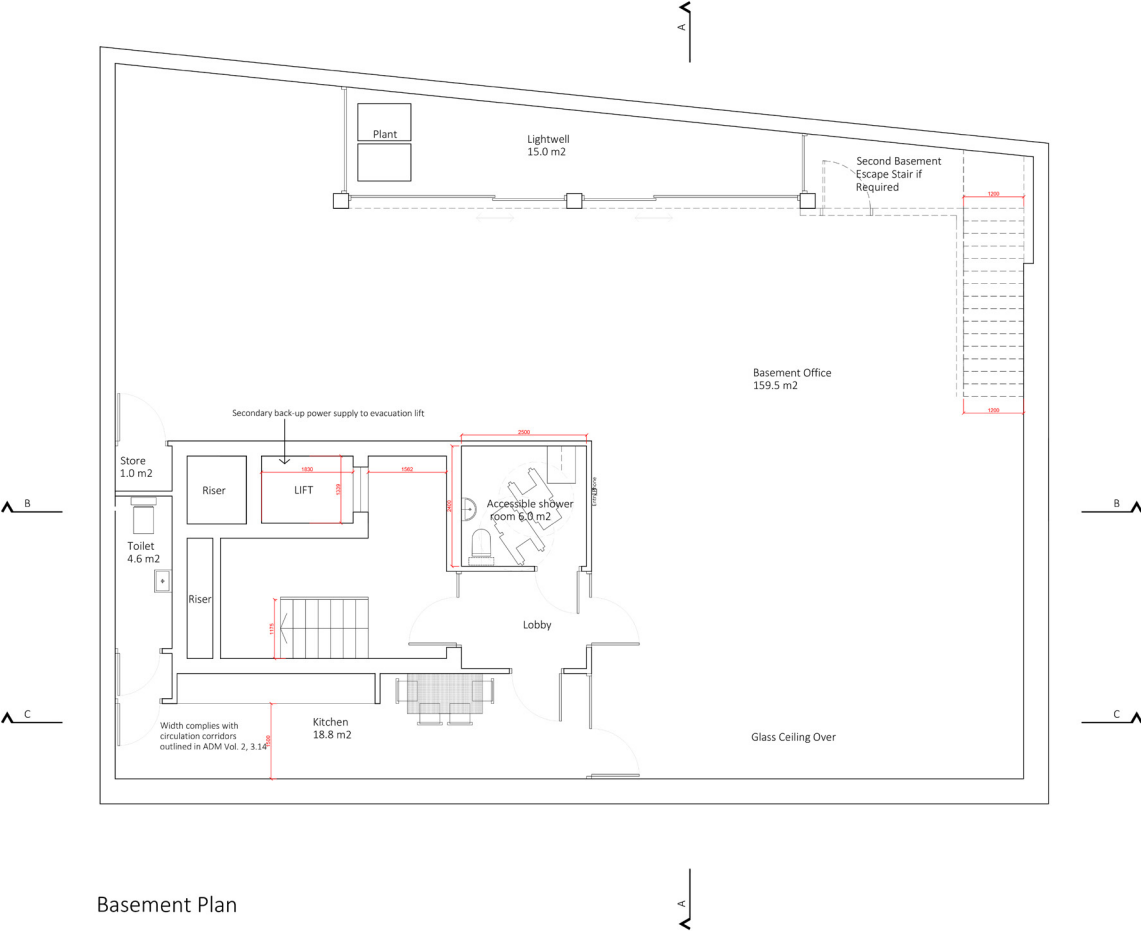 A
Plant
Lightwell
15.0 m2
Second Basement
Escape Stair if
Required
1200
Basement Office
159.5 m2
1200
Secondary back-up power supply to evacuation lift
2500
Store
1.0 m2
Riser
LIFT
1930
1339
1502
2400
Accessible shower
room 6.0 m2
B
B
Toilet
4.6 m2
Riser
1175
Lobby
C
C
Width complies with
circulation corridors
outlined in ADM Vol. 2, 3.14
1500
Kitchen
18.8 m2
Glass Ceiling Over
Basement Plan
A